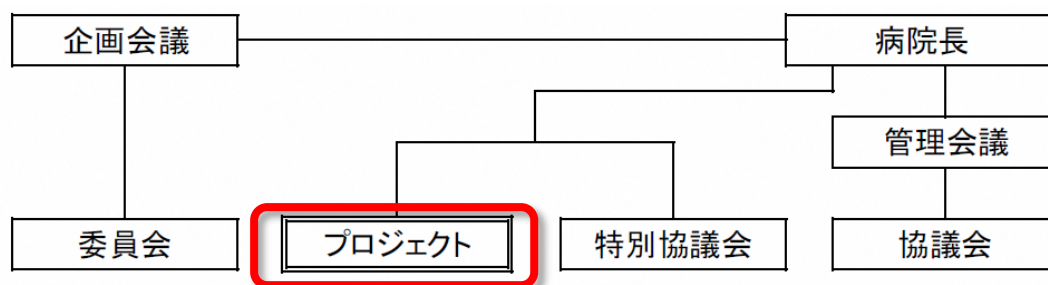 企画会議
病院長
管理会議
委員会
プロジェクト
特別協議会
協議会